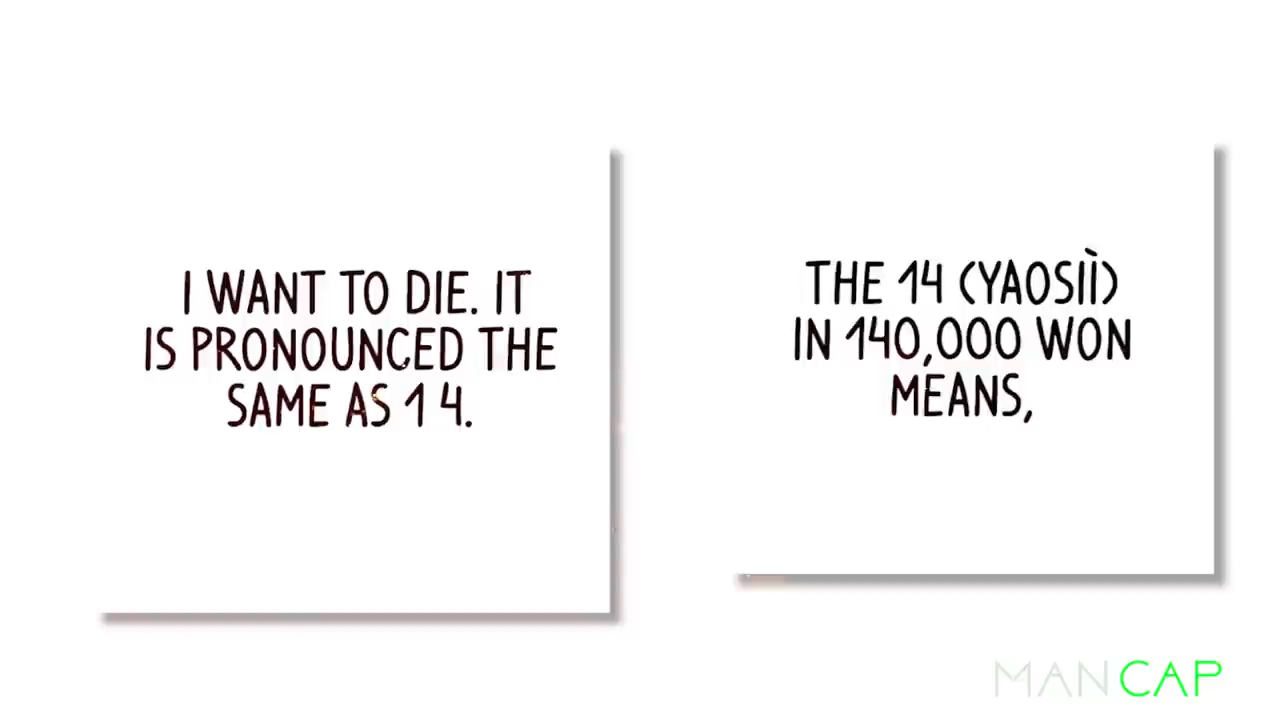 I WANT TO DIE. IT
IS PRONOUNCED THE
SAME AS 1 4.
THE 14 (YAOSIÌ)
IN 140,000 WON
MEANS,
MANCAP